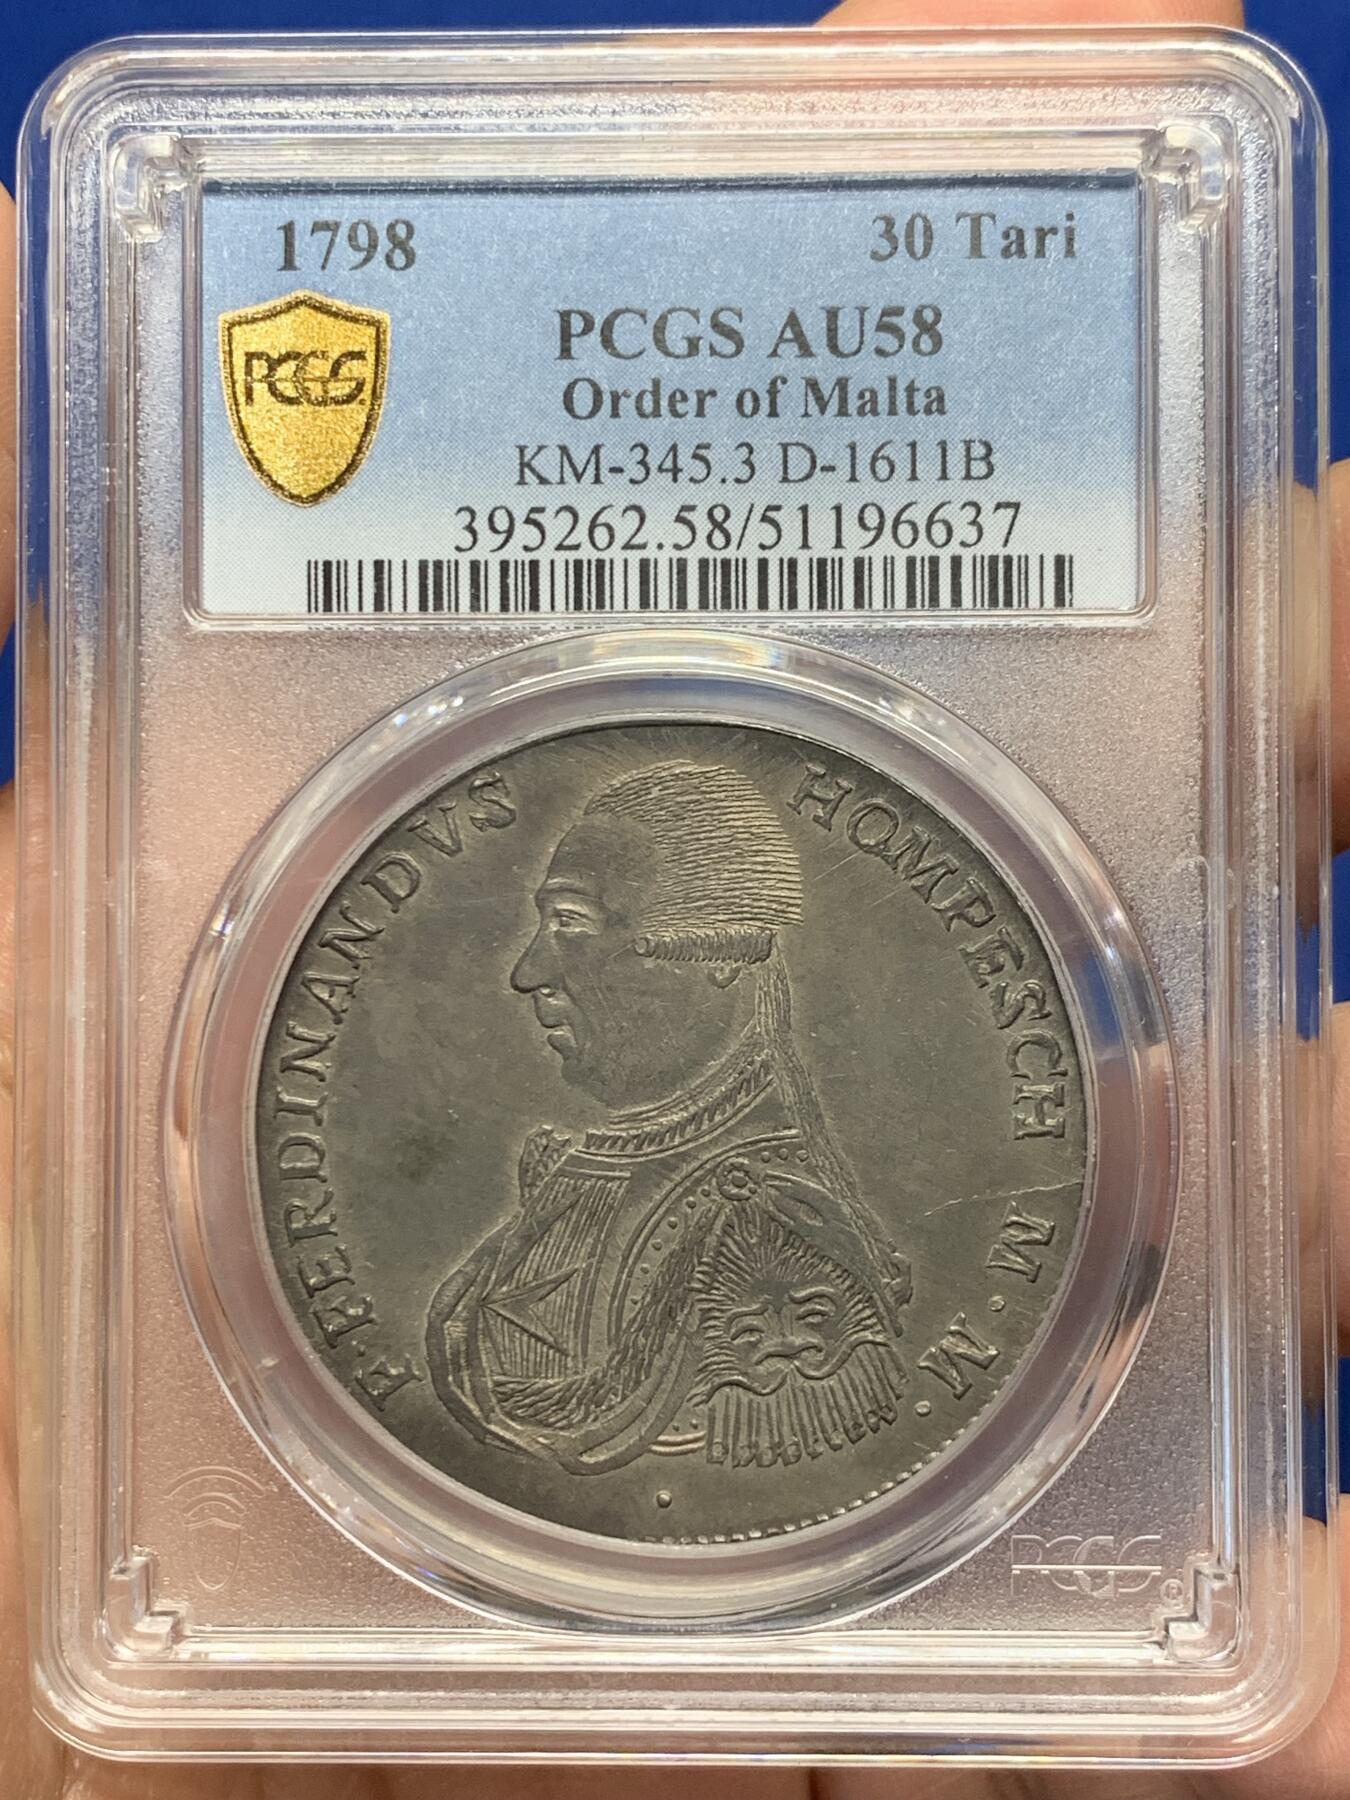 1798 30 Tari
PCGS
PCGS AU58
Order of Malta
KM-345.3 D-1611B
395262.58/51196637
F·FERDINANDVS HOMPESCH M·M·
PCGS®